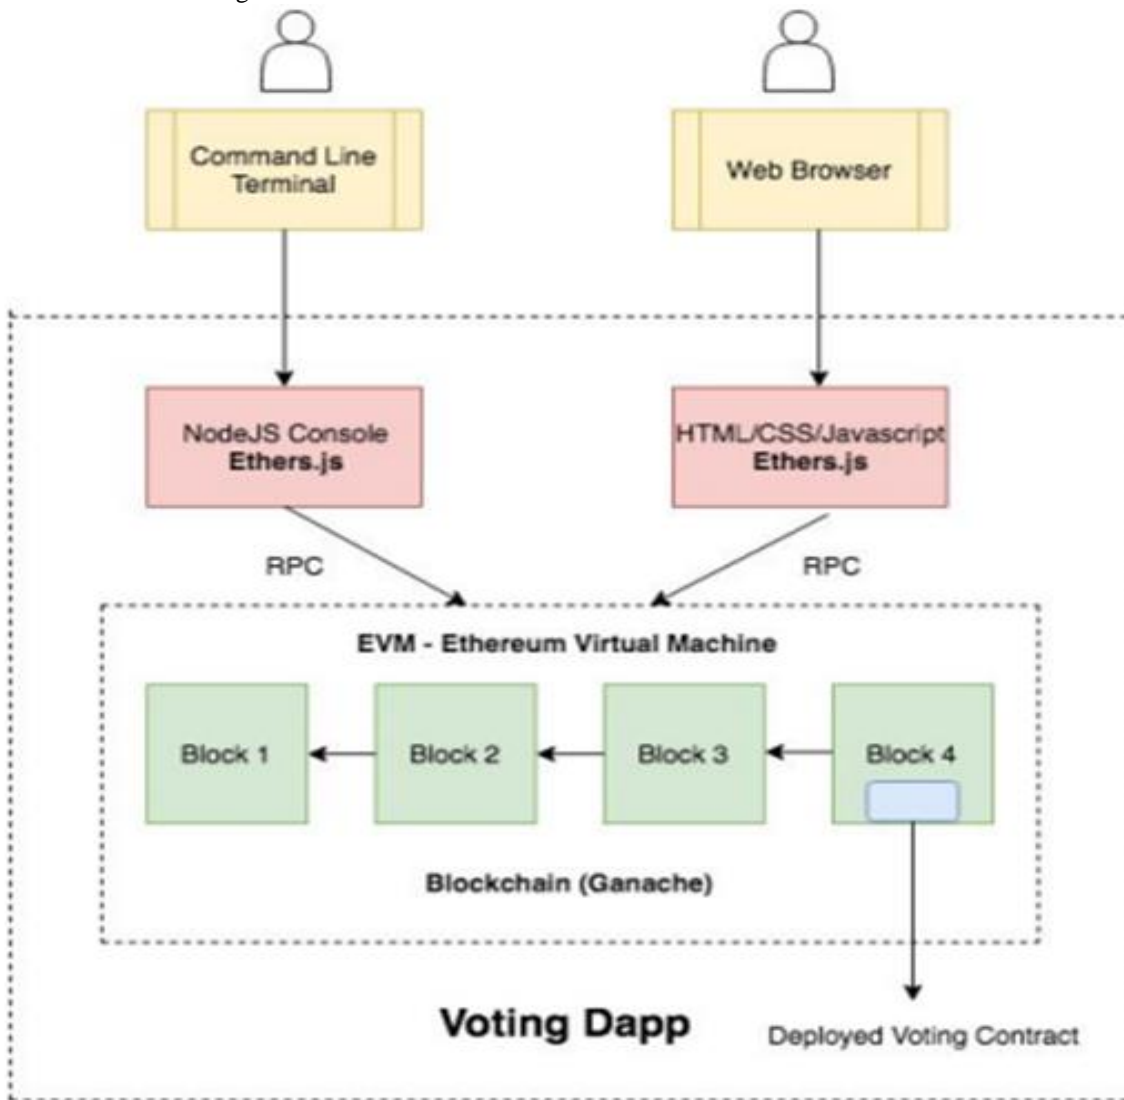 Command Line
Terminal
Web Browser
NodeJS Console
Ethers.js
HTML/CSS/Javascript
Ethers.js
RPC
RPC
EVM - Ethereum Virtual Machine
Block 1
Block 2
Block 3
Block 4
Blockchain (Ganache)
Voting Dapp
Deployed Voting Contract